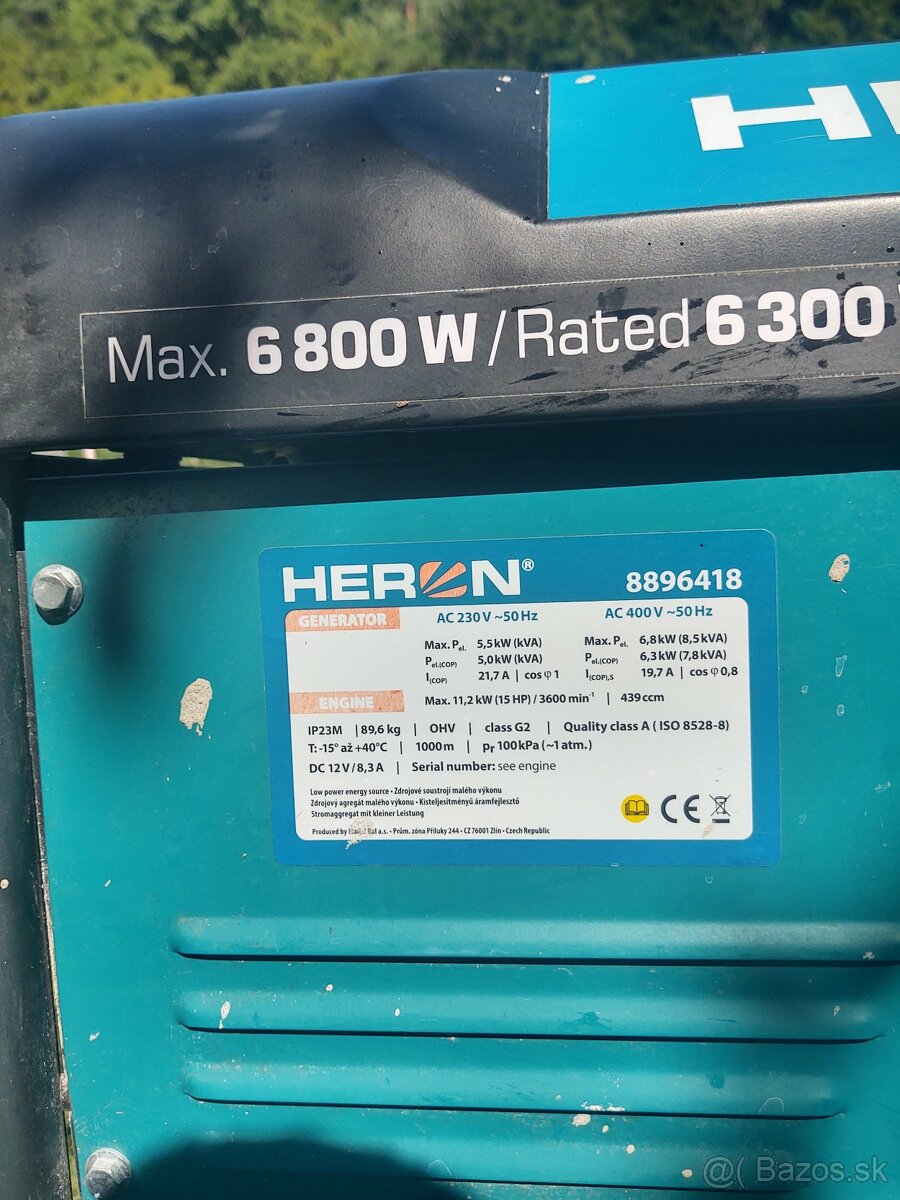 HE
Max. 6 800 W / Rated 6 300
HERON® 8896418
GENERATOR AC 230 V ~50 Hz AC 400 V ~50 Hz
Max. Pel. 5,5 kW (kVA) Max. Pel. 6,8 kW (8,5 kVA)
Pel.(COP) 5,0 kW (kVA) Pel.(COP) 6,3 kW (7,8 kVA)
I(COP) 21,7 A | cos φ 1 I(COP),S 19,7 A | cos φ 0,8
ENGINE Max. 11,2 kW (15 HP) / 3600 min-1 | 439 ccm
IP23M | 89,6 kg | OHV | class G2 | Quality class A ( ISO 8528-8)
T: -15° až +40°C | 1000 m | pr 100 kPa (~1 atm.)
DC 12 V / 8,3 A | Serial number: see engine
Low power energy source • Zdrojové soustrojí malého výkonu
Zdrojový agregát malého výkonu • Kisteljesítményű áramfejlesztő
Stromaggregat mit kleiner Leistung
CE
Produced by Madal Bal a.s. • Prům. zóna Příluky 244 • CZ 76001 Zlín • Czech Republic
@( Bazos.sk